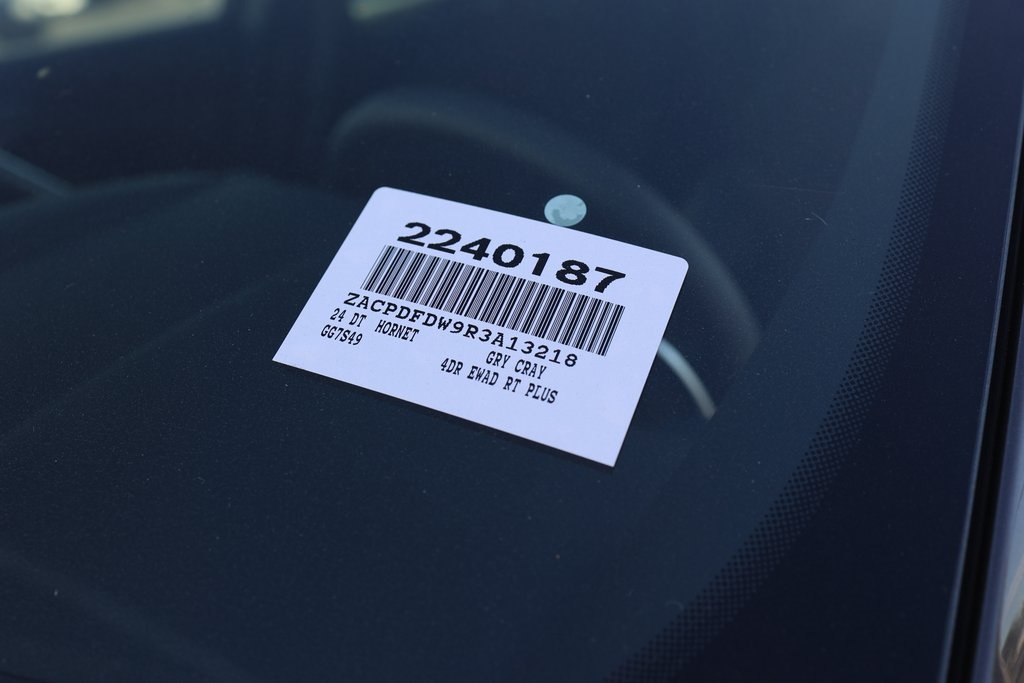 2240187
ZACPDFDW9R3A13218
24 DT HORNET
GG7S49
GRY CRAY
4DR EWAD RT PLUS